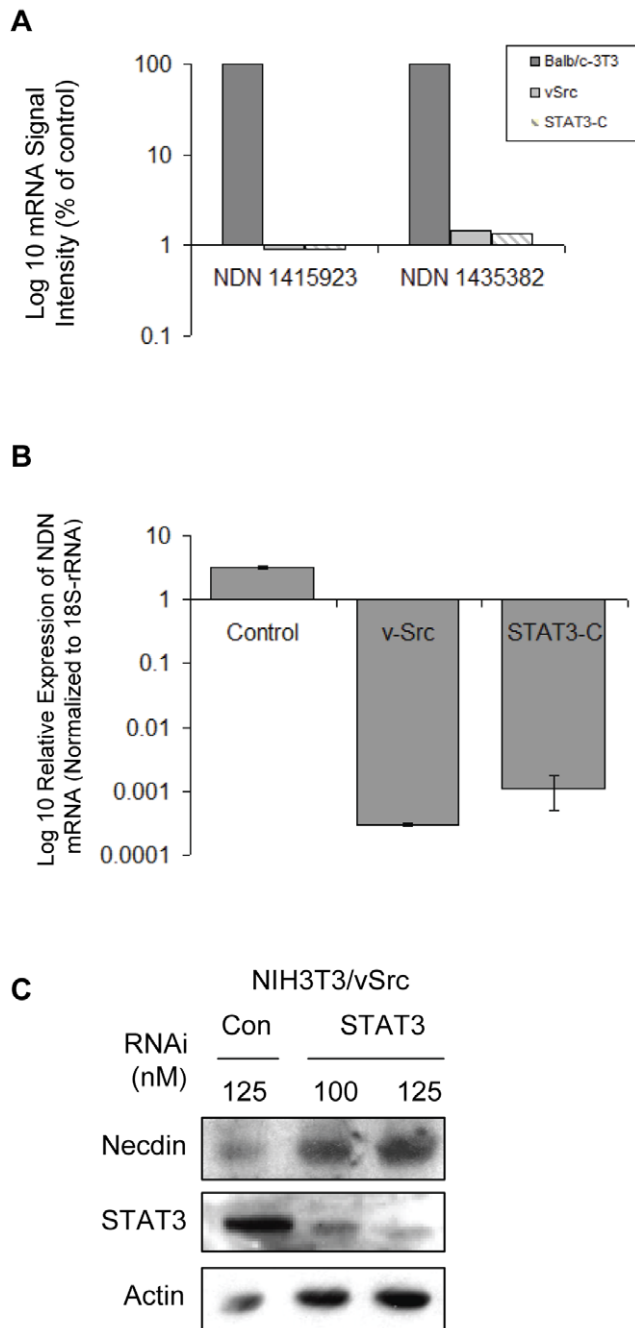 A
Log 10 mRNA Signal
Intensity (% of control)
100
10
1
0.1
NDN 1415923
NDN 1435382
Balb/c-3T3
vSrc
STAT3-C
B
Log 10 Relative Expression of NDN
mRNA (Normalized to 18S-rRNA)
10
1
0.1
0.01
0.001
0.0001
Control
v-Src
STAT3-C
C
NIH3T3/vSrc
Con STAT3
RNAi
(nM)
125 100 125
Necdin
STAT3
Actin